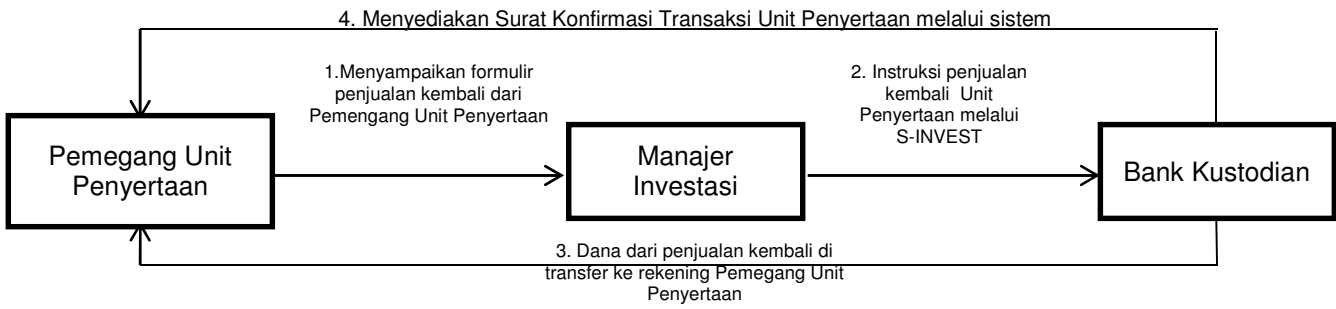 4. Menyediakan Surat Konfirmasi Transaksi Unit Penyertaan melalui sistem
1.Menyampaikan formulir
penjualan kembali dari
Pemengang Unit Penyertaan
2. Instruksi penjualan
kembali Unit
Penyertaan melalui
S-INVEST
Pemegang Unit
Penyertaan
Manajer
Investasi
Bank Kustodian
3. Dana dari penjualan kembali di
transfer ke rekening Pemegang Unit
Penyertaan